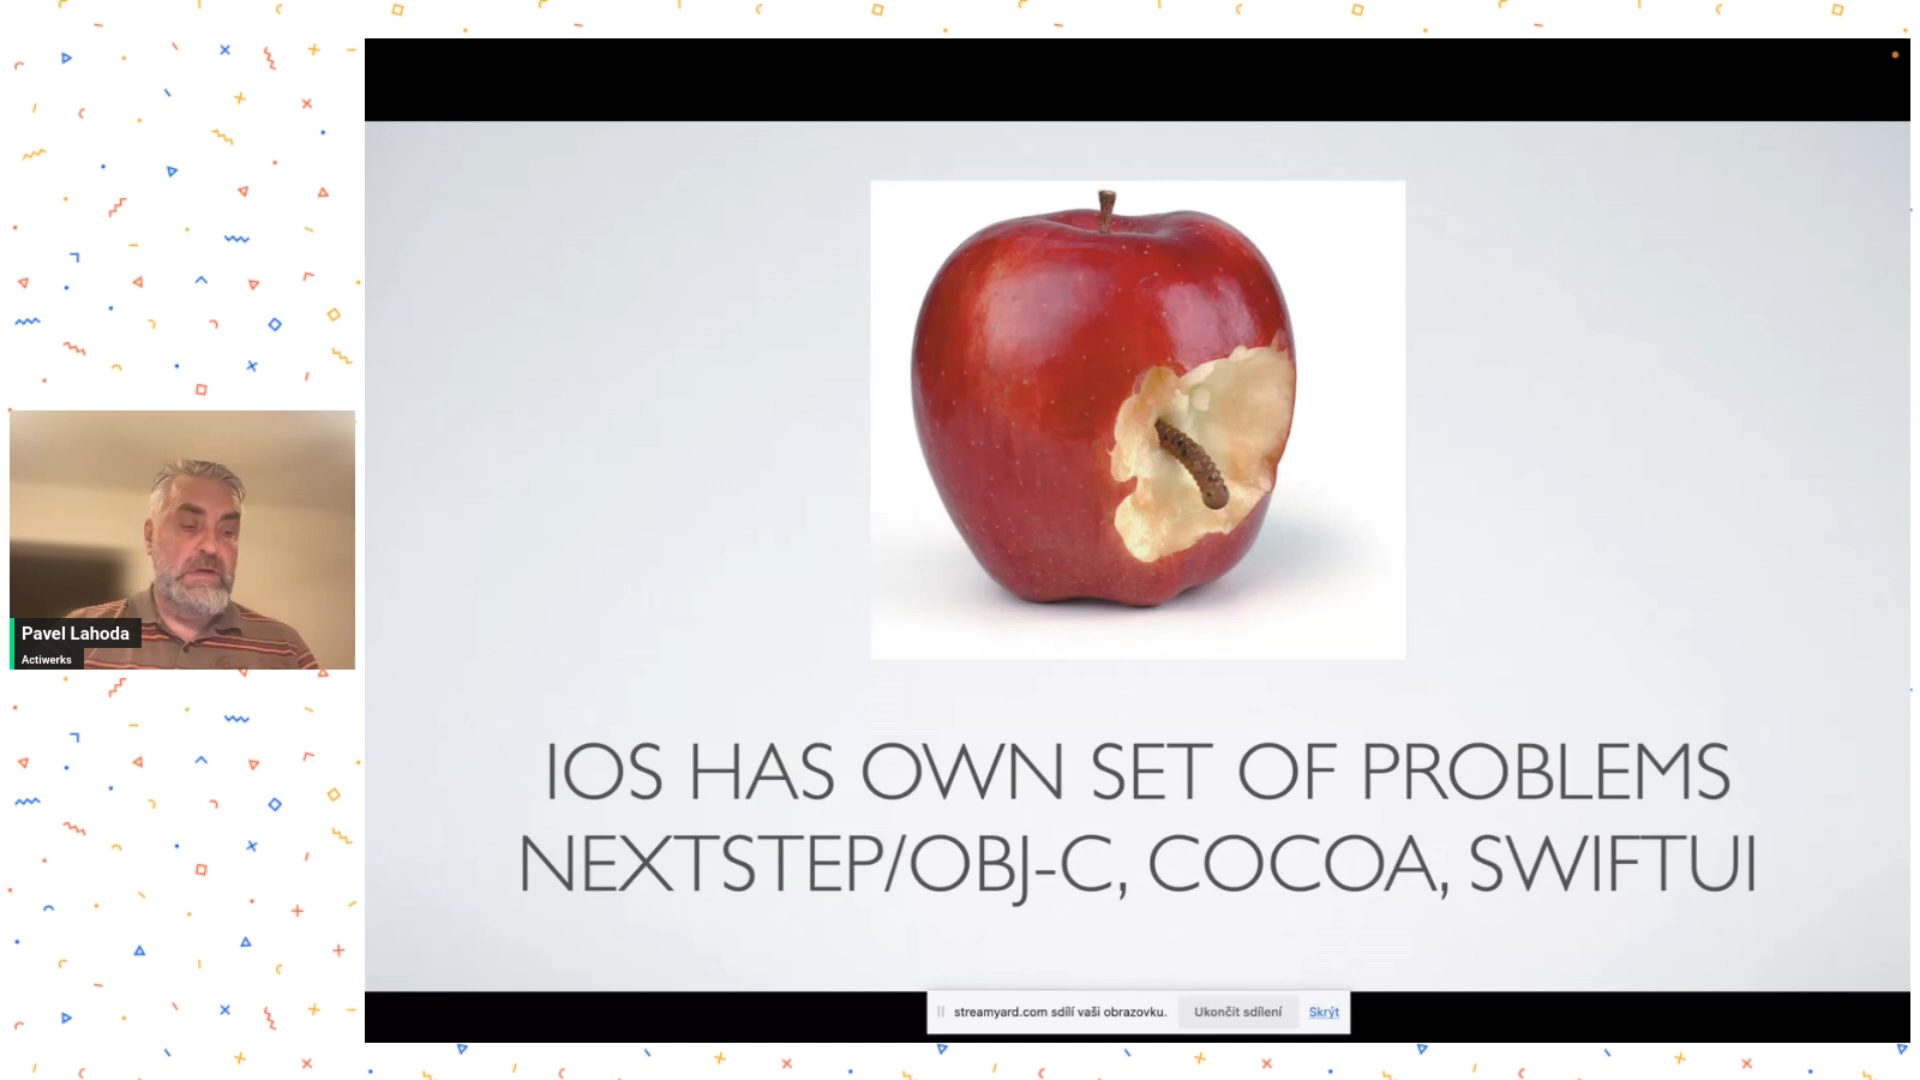 Pavel Lahoda
Actiwerks
IOS HAS OWN SET OF PROBLEMS
NEXTSTEP/OBJ-C, COCOA, SWIFTUI
streamyard.com sdílí vaši obrazovku.
Ukončit sdílení
Skrýt